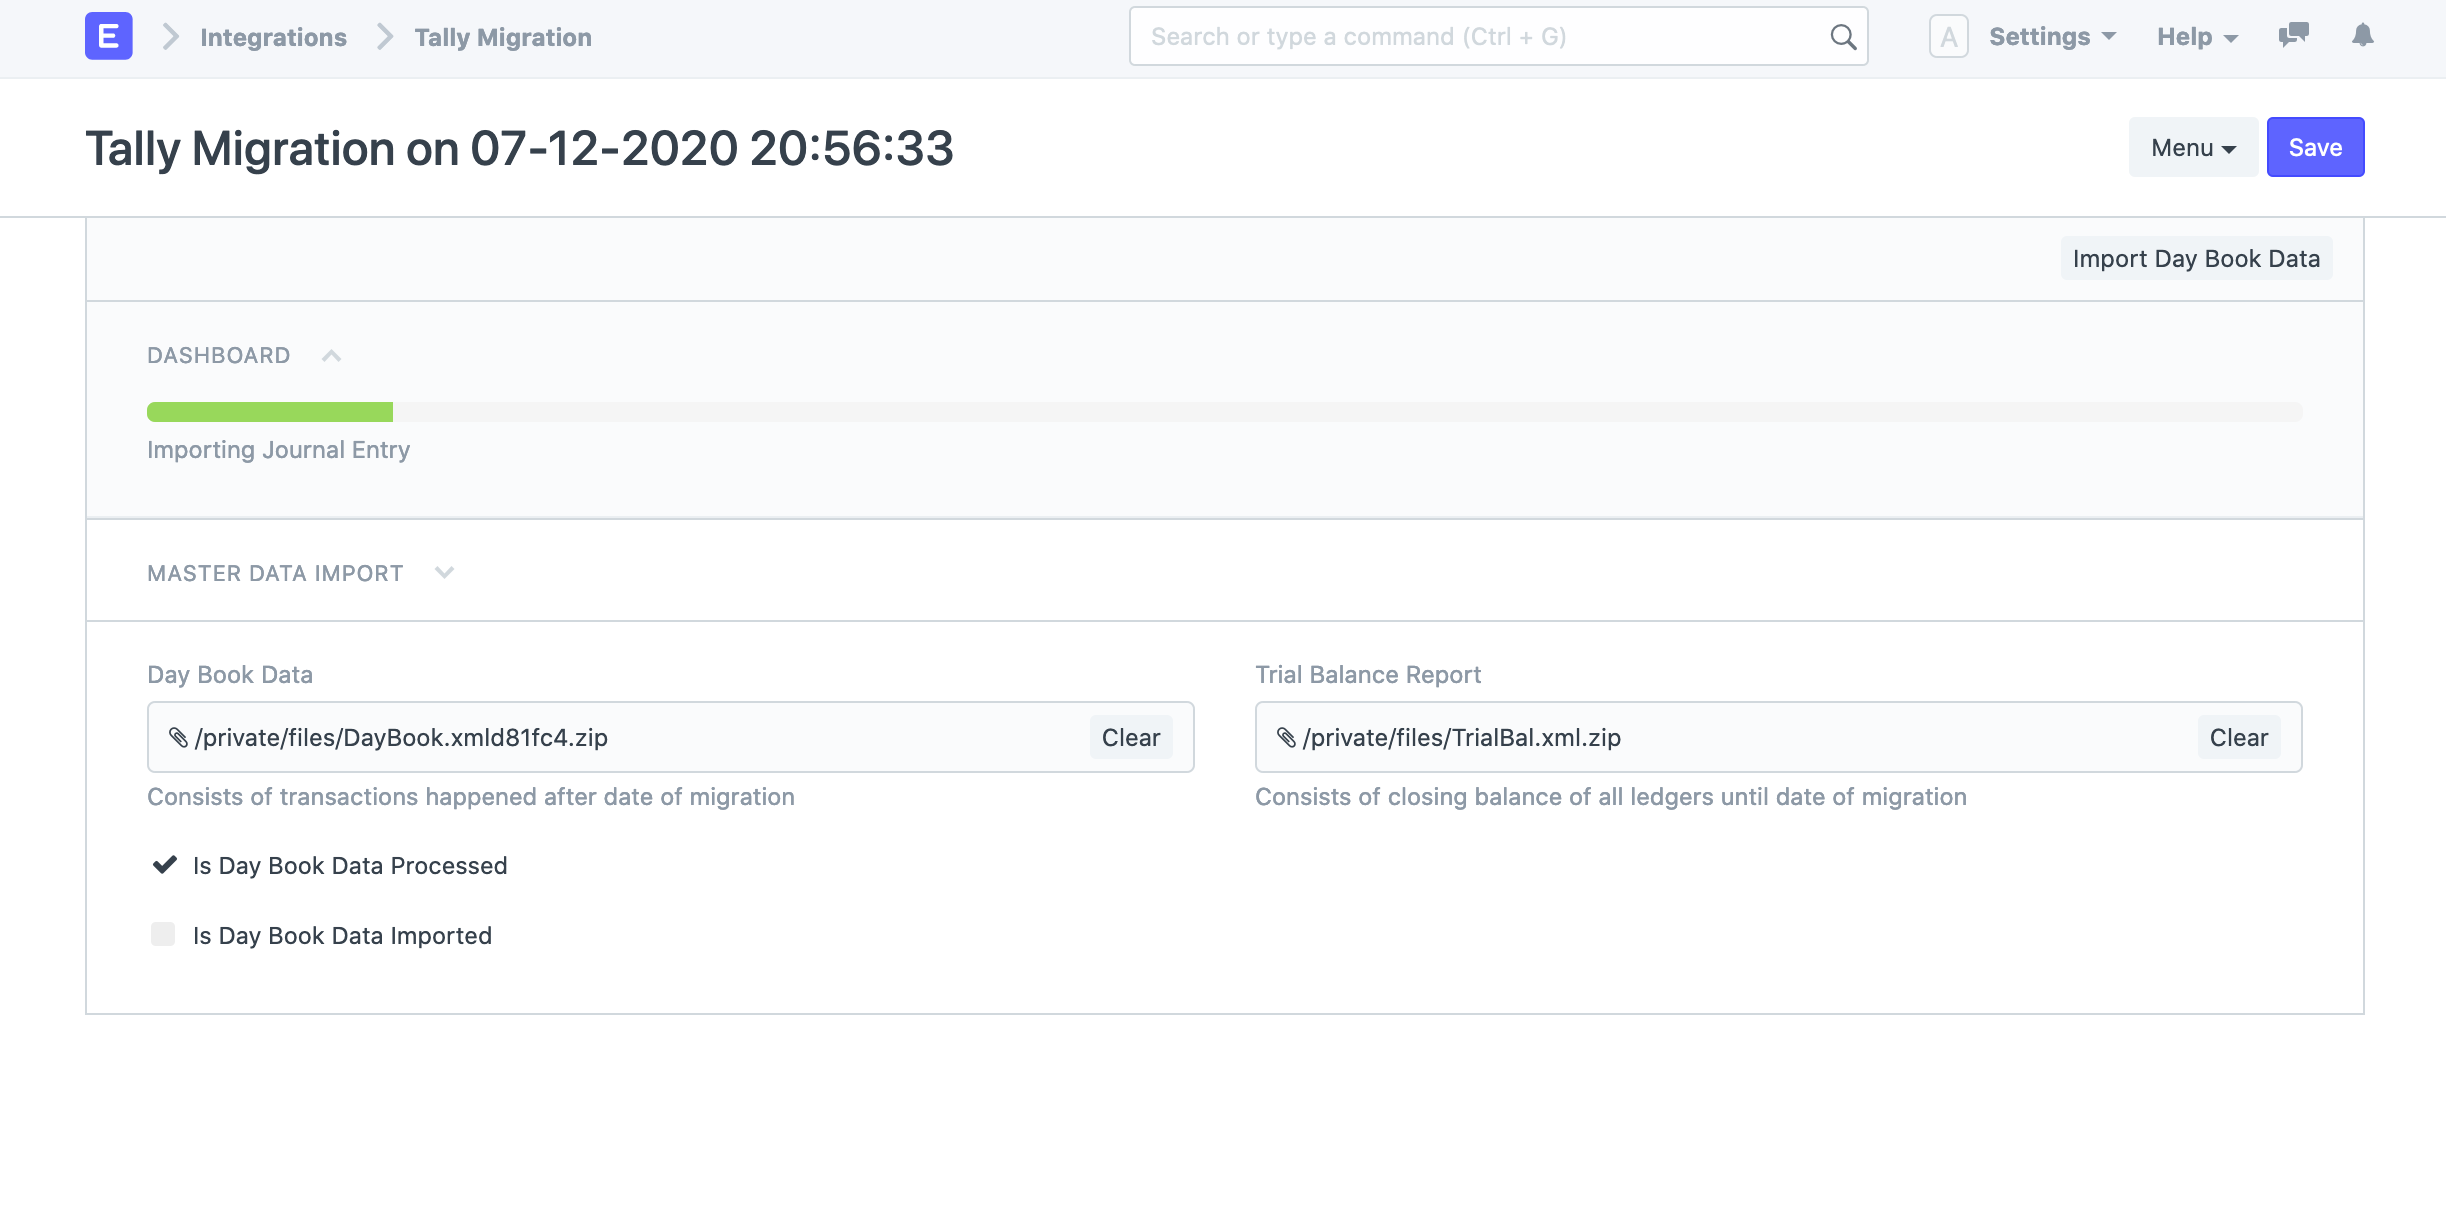 E Integrations Tally Migration Search or type a command (Ctrl + G) A Settings Help
Tally Migration on 07-12-2020 20:56:33 Menu Save
Import Day Book Data
DASHBOARD
Importing Journal Entry
MASTER DATA IMPORT
Day Book Data Trial Balance Report
/private/files/DayBook.xmld81fc4.zip Clear /private/files/TrialBal.xml.zip Clear
Consists of transactions happened after date of migration Consists of closing balance of all ledgers until date of migration
Is Day Book Data Processed
Is Day Book Data Imported